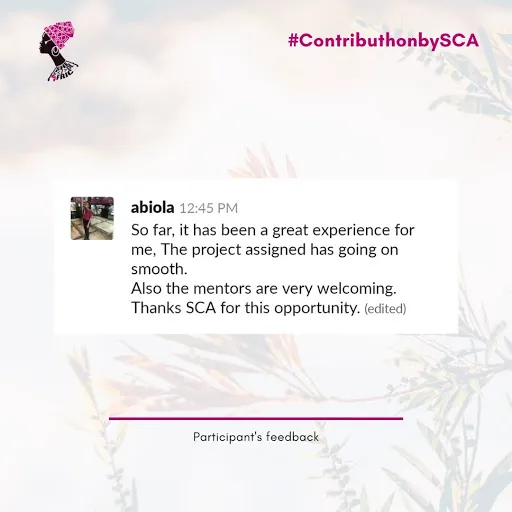 #ContributhonbySCA
abiola 12:45 PM
So far, it has been a great experience for
me, The project assigned has going on
smooth.
Also the mentors are very welcoming.
Thanks SCA for this opportunity. (edited)
Participant's feedback